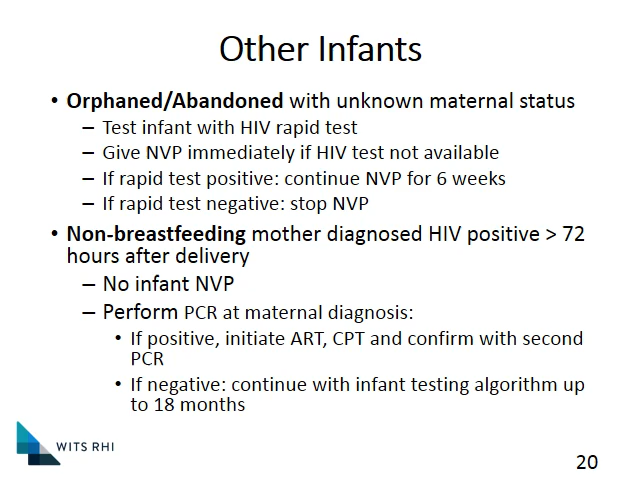 Other Infants
• Orphaned/Abandoned with unknown maternal status
– Test infant with HIV rapid test
– Give NVP immediately if HIV test not available
– If rapid test positive: continue NVP for 6 weeks
– If rapid test negative: stop NVP
• Non-breastfeeding mother diagnosed HIV positive > 72
hours after delivery
– No infant NVP
– Perform PCR at maternal diagnosis:
• If positive, initiate ART, CPT and confirm with second
PCR
• If negative: continue with infant testing algorithm up
to 18 months
WITS RHI
20